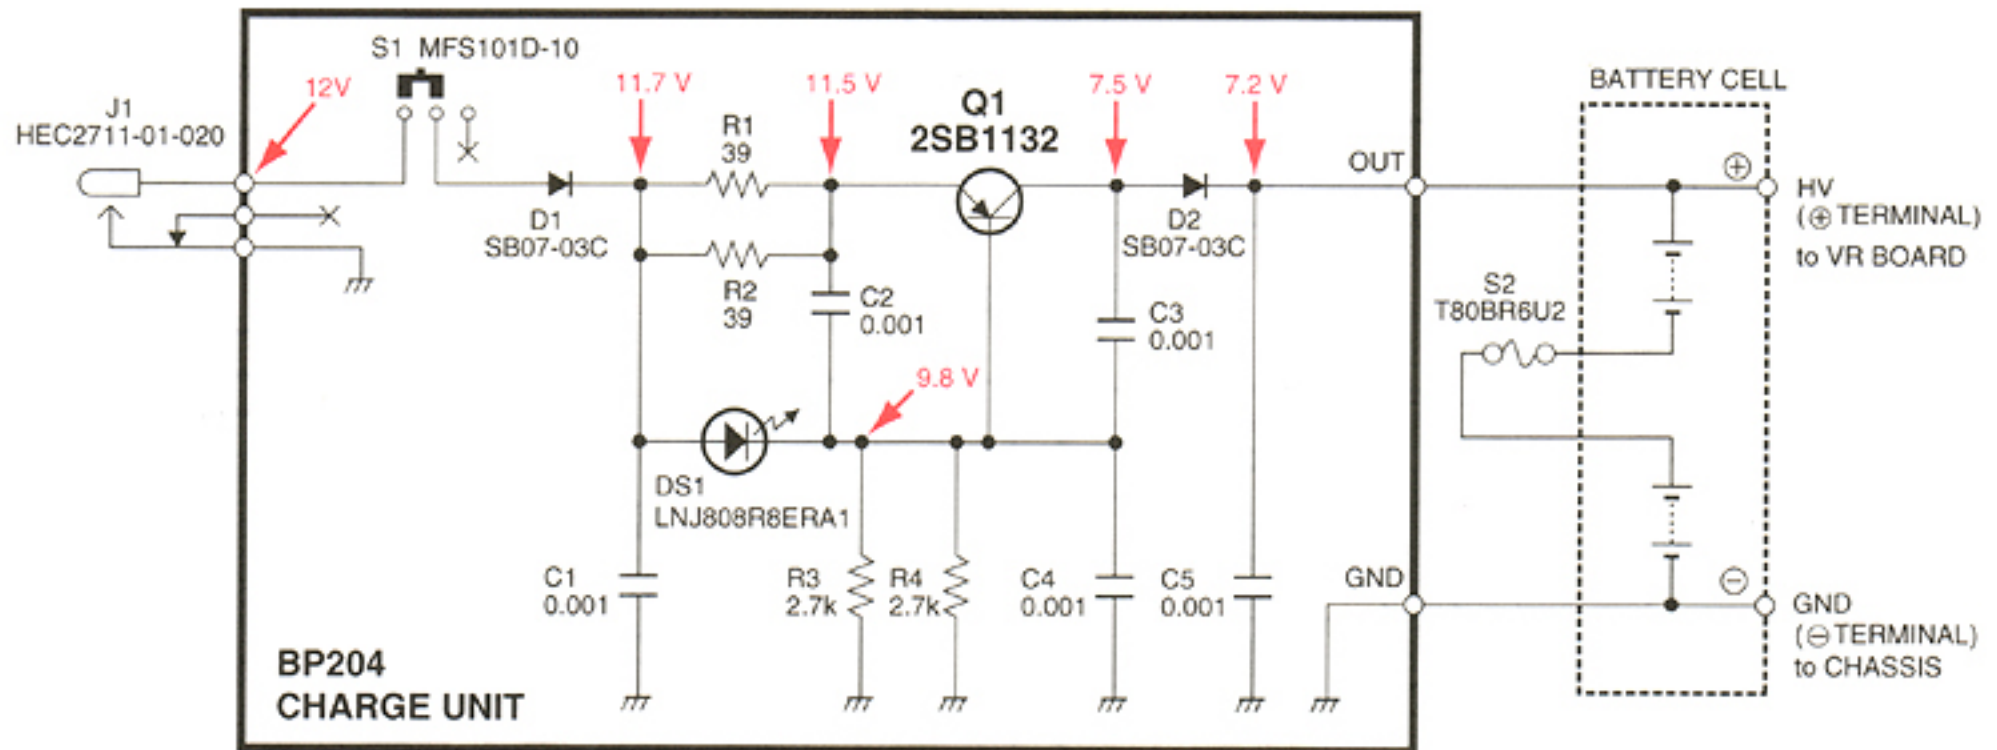 S1 MFS101D-10
12V
11.7 V
11.5 V
7.5 V
7.2 V
BATTERY CELL
J1
HEC2711-01-020
R1
39
Q1
2SB1132
OUT
⊕
HV
(⊕ TERMINAL)
to VR BOARD
D1
SB07-03C
D2
SB07-03C
R2
39
C2
0.001
C3
0.001
S2
T80BR6U2
9.8 V
DS1
LNJ808R8ERA1
C1
0.001
R3
2.7k
R4
2.7k
C4
0.001
C5
0.001
GND
⊖
GND
(⊖ TERMINAL)
to CHASSIS
BP204
CHARGE UNIT